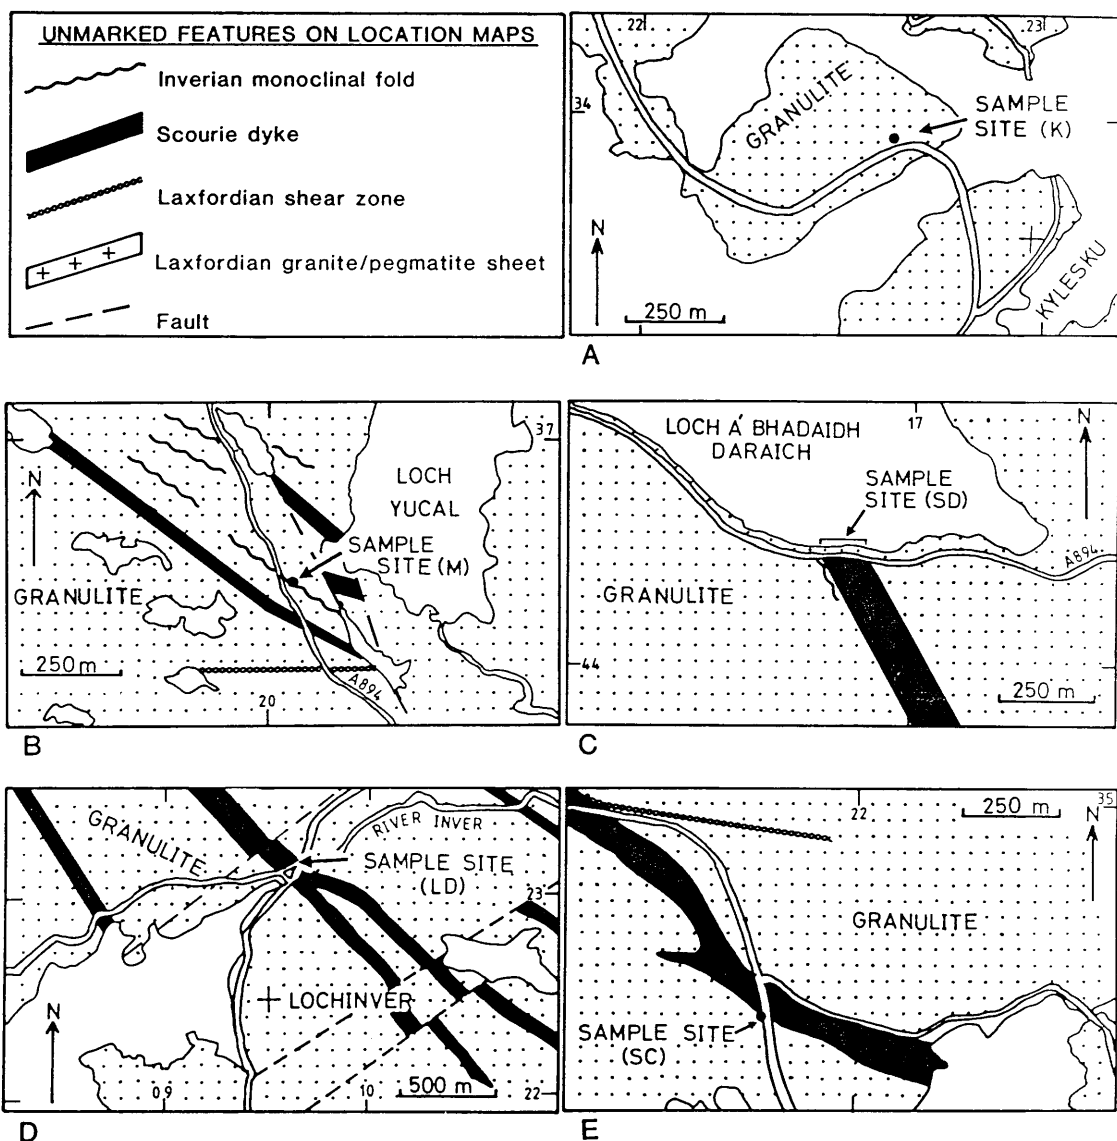 UNMARKED FEATURES ON LOCATION MAPS
Inverian monoclinal fold
Scourie dyke
Laxfordian shear zone
Laxfordian granite/pegmatite sheet
Fault
22
23
34
GRANULITE
SAMPLE
SITE (K)
N
KYLESKU
250 m
A
37
N
LOCH
YUCAL
SAMPLE
SITE (M)
GRANULITE
250 m
A894
20
B
LOCH Á BHADAIDH
DARAICH
17
N
SAMPLE
SITE (SD)
A894
GRANULITE
44
250 m
C
GRANULITE
RIVER INVER
SAMPLE SITE
(LD)
23
LOCHINVER
N
09
10
500 m
22
D
35
22
250 m
N
GRANULITE
SAMPLE SITE
(SC)
E